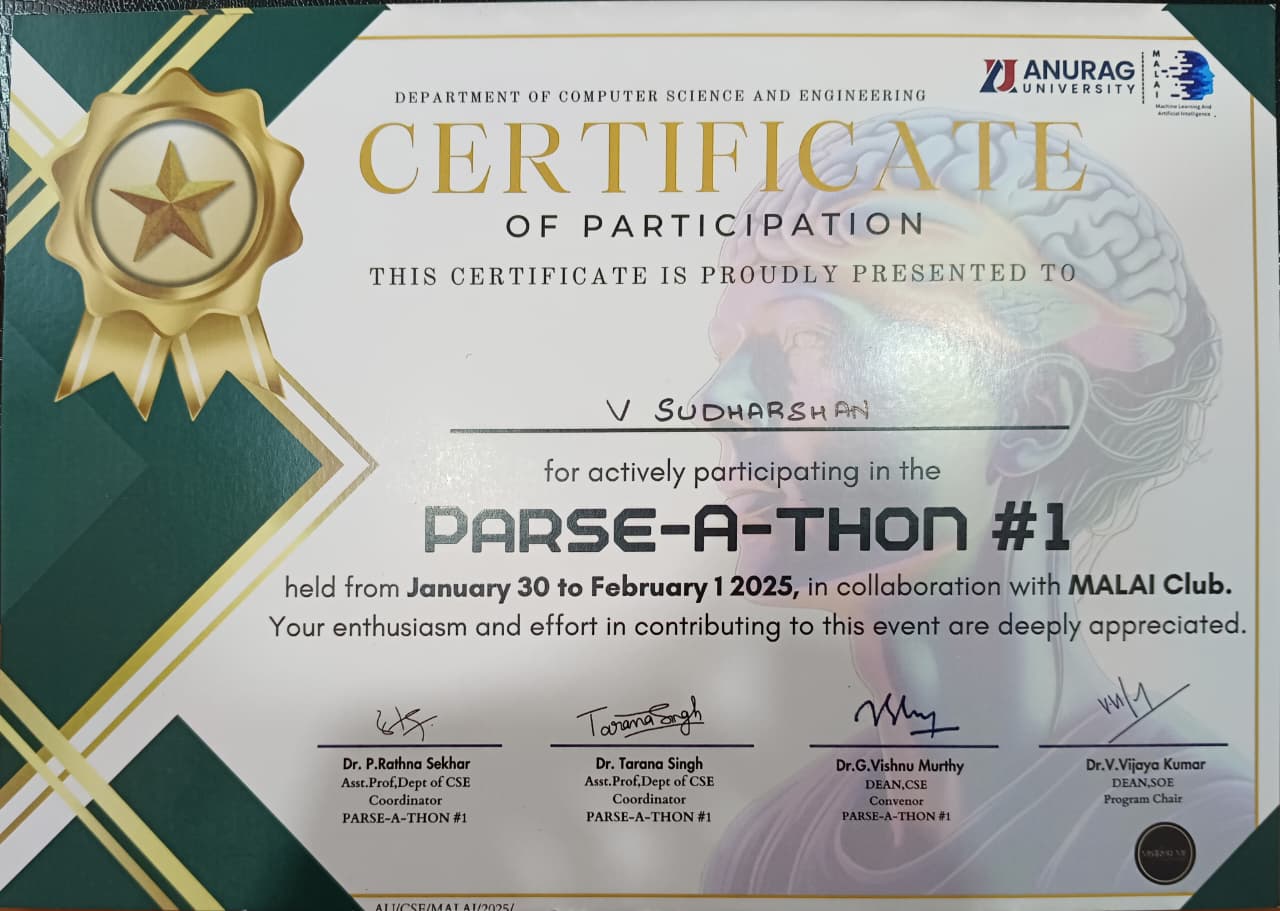 ANURAG
UNIVERSITY
MALAI
Machine Learning And
Artificial Intelligence
DEPARTMENT OF COMPUTER SCIENCE AND ENGINEERING
CERTIFICATE
OF PARTICIPATION
THIS CERTIFICATE IS PROUDLY PRESENTED TO
V SUDHARSHAN
for actively participating in the
PARSE-A-THON #1
held from January 30 to February 1 2025, in collaboration with MALAI Club.
Your enthusiasm and effort in contributing to this event are deeply appreciated.
Tarana Singh
Dr. P.Rathna Sekhar
Asst.Prof,Dept of CSE
Coordinator
PARSE-A-THON #1
Dr. Tarana Singh
Asst.Prof,Dept of CSE
Coordinator
PARSE-A-THON #1
Dr.G.Vishnu Murthy
DEAN,CSE
Convenor
PARSE-A-THON #1
Dr.V.Vijaya Kumar
DEAN,SOE
Program Chair
AU/CSE/MALAI/2025/